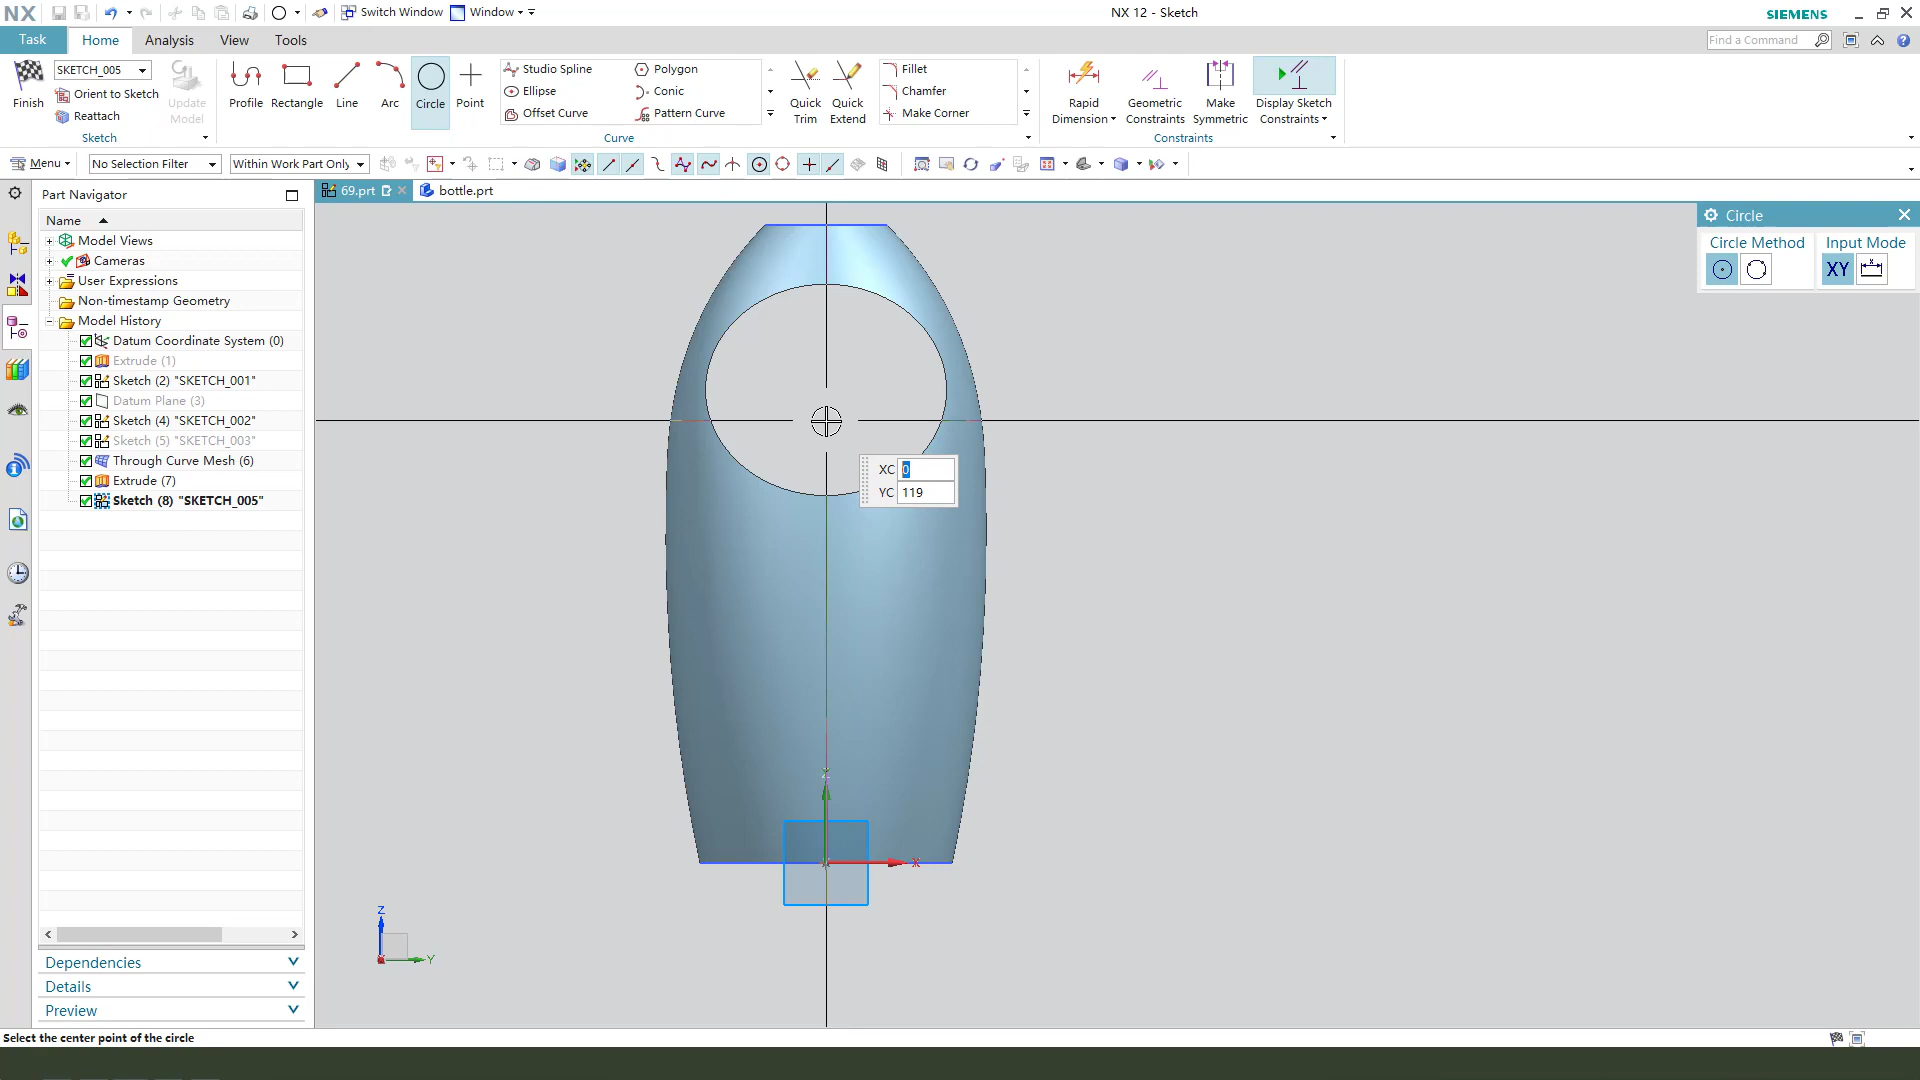 NX
Switch Window
Window
NX 12 - Sketch
SIEMENS
Task
Home
Analysis
View
Tools
Find a Command
Finish
SKETCH_005
Orient to Sketch
Reattach
Update Model
Sketch
Profile
Rectangle
Line
Arc
Circle
Point
Studio Spline
Ellipse
Offset Curve
Polygon
Conic
Pattern Curve
Quick Trim
Quick Extend
Fillet
Chamfer
Make Corner
Curve
Rapid Dimension
Geometric Constraints
Make Symmetric
Display Sketch Constraints
Constraints
Menu
No Selection Filter
Within Work Part Only
Part Navigator
69.prt
bottle.prt
Name
Model Views
Cameras
User Expressions
Non-timestamp Geometry
Model History
Datum Coordinate System (0)
Extrude (1)
Sketch (2) "SKETCH_001"
Datum Plane (3)
Sketch (4) "SKETCH_002"
Sketch (5) "SKETCH_003"
Through Curve Mesh (6)
Extrude (7)
Sketch (8) "SKETCH_005"
Circle
Circle Method
Input Mode
XY
XC 0
YC 119
X
Z
Y
Dependencies
Details
Preview
Select the center point of the circle